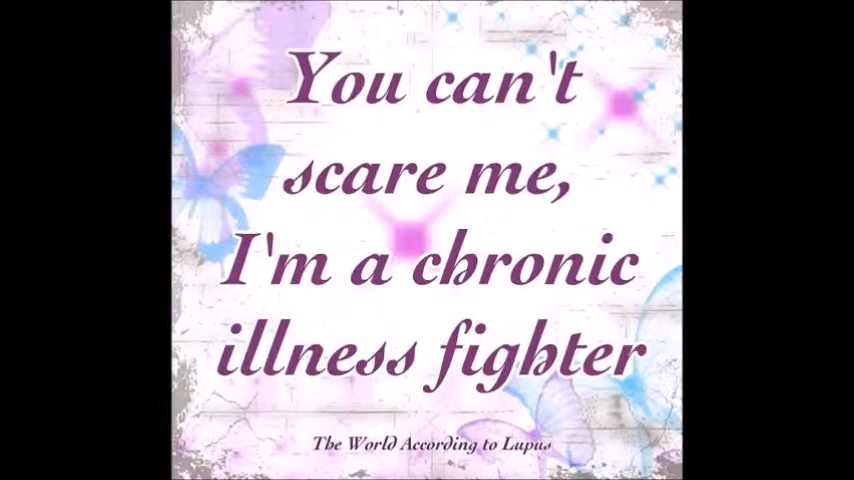 You can't
scare me,
I'm a chronic
illness fighter
The World According to Lupus